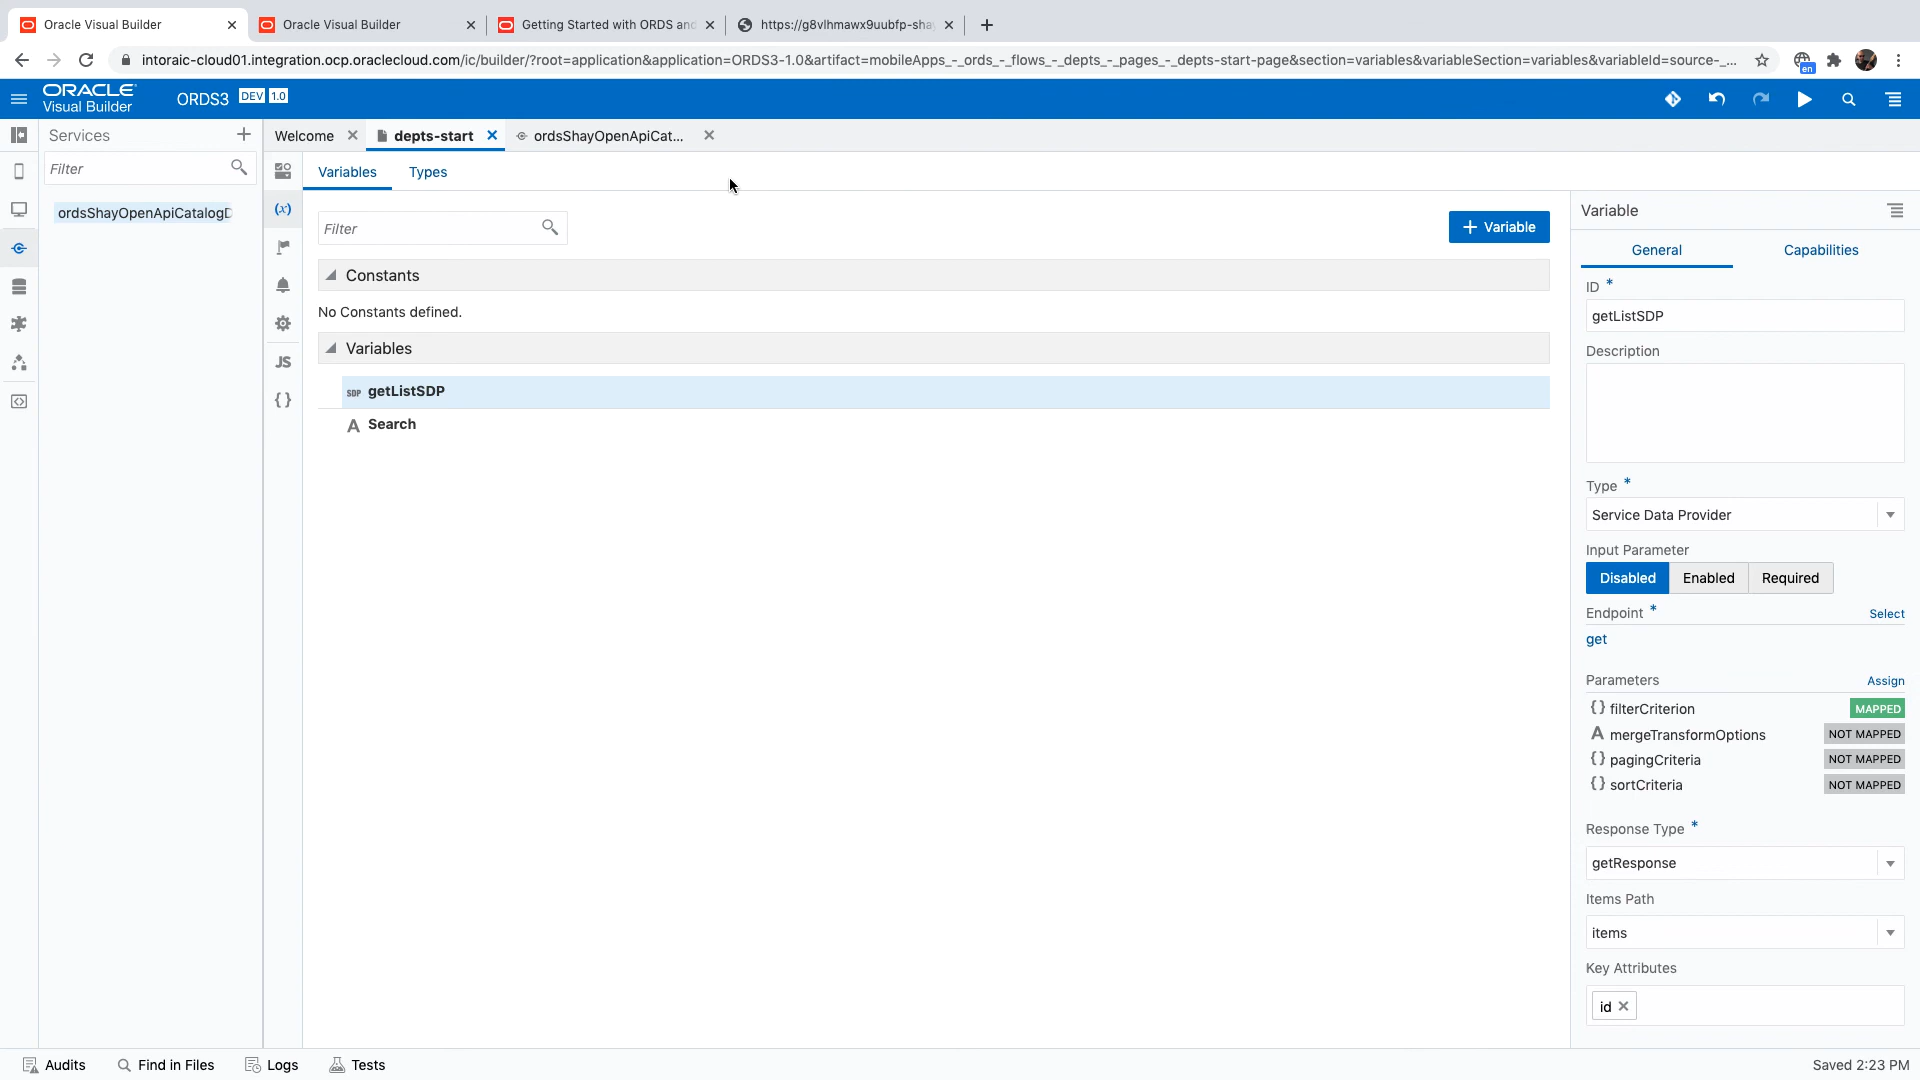 Oracle Visual Builder
Oracle Visual Builder
Getting Started with ORDS and
https://g8vlhmawx9uubfp-sha
intoraic-cloud01.integration.ocp.oraclecloud.com/ic/builder/?root=application&application=ORDS3-1.0&artifact=mobileApps_-_ords_-_flows_-_depts_-_pages_-_depts-start-page&section=variables&variableSection=variables&variableId=source-_...
en
ORACLE
Visual Builder
ORDS3 DEV 1.0
Services
Welcome
depts-start
ordsShayOpenApiCat...
Filter
Variables
Types
ordsShayOpenApiCatalogD
(x)
JS
{ }
Filter
+ Variable
Constants
No Constants defined.
Variables
SDP getListSDP
A Search
Variable
General
Capabilities
ID *
getListSDP
Description
Type *
Service Data Provider
Input Parameter
Disabled
Enabled
Required
Endpoint *
Select
get
Parameters
Assign
{} filterCriterion MAPPED
A mergeTransformOptions NOT MAPPED
{} pagingCriteria NOT MAPPED
{} sortCriteria NOT MAPPED
Response Type *
getResponse
Items Path
items
Key Attributes
id
Audits
Find in Files
Logs
Tests
Saved 2:23 PM